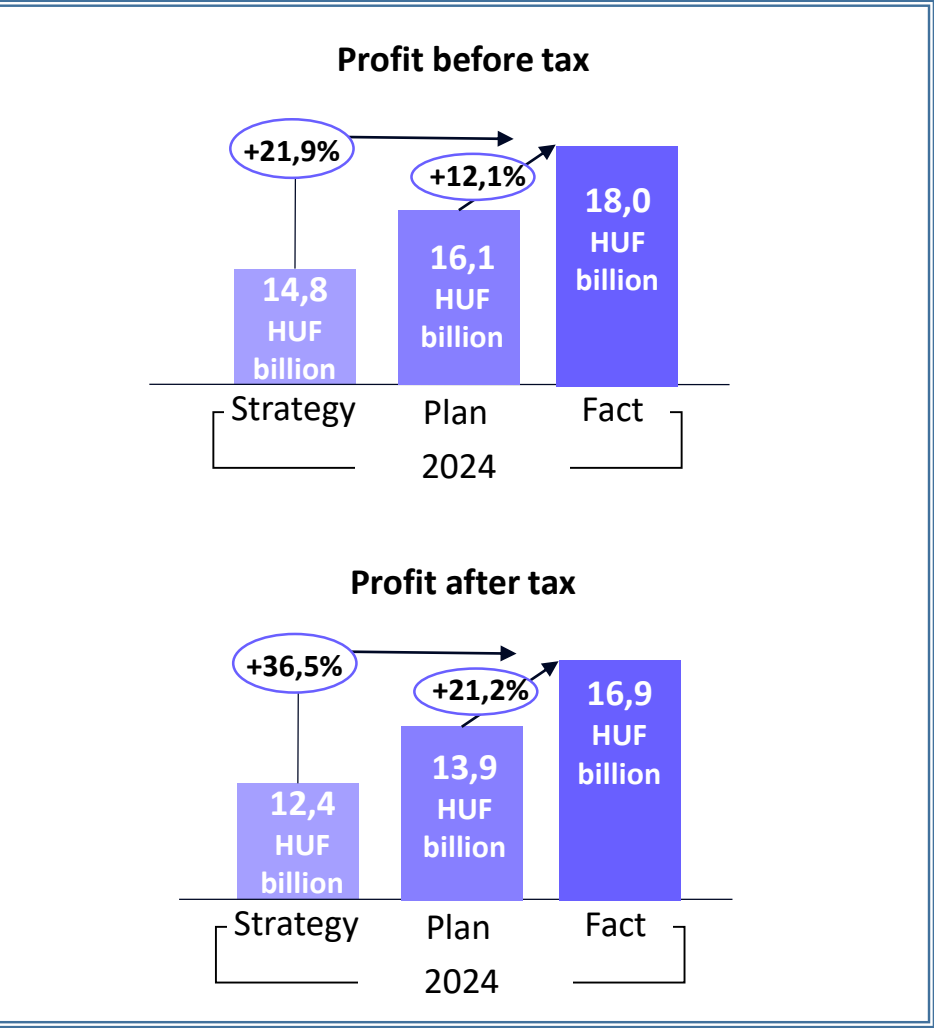 Profit before tax
+21,9%
+12,1%
18,0
HUF
billion
16,1
HUF
billion
14,8
HUF
billion
Strategy
Plan
Fact
2024
Profit after tax
+36,5%
+21,2%
16,9
HUF
billion
13,9
HUF
billion
12,4
HUF
billion
Strategy
Plan
Fact
2024